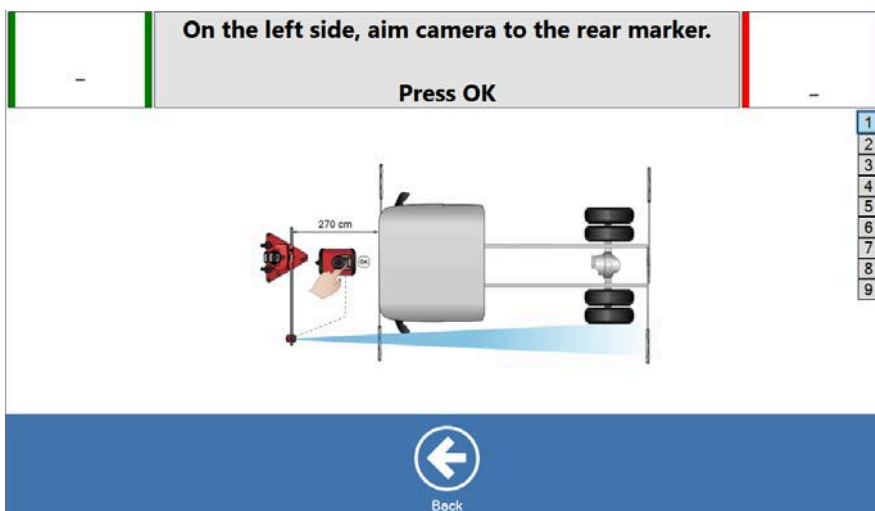 On the left side, aim camera to the rear marker.
Press OK
–
–
270 cm
OK
1
2
3
4
5
6
7
8
9
Back